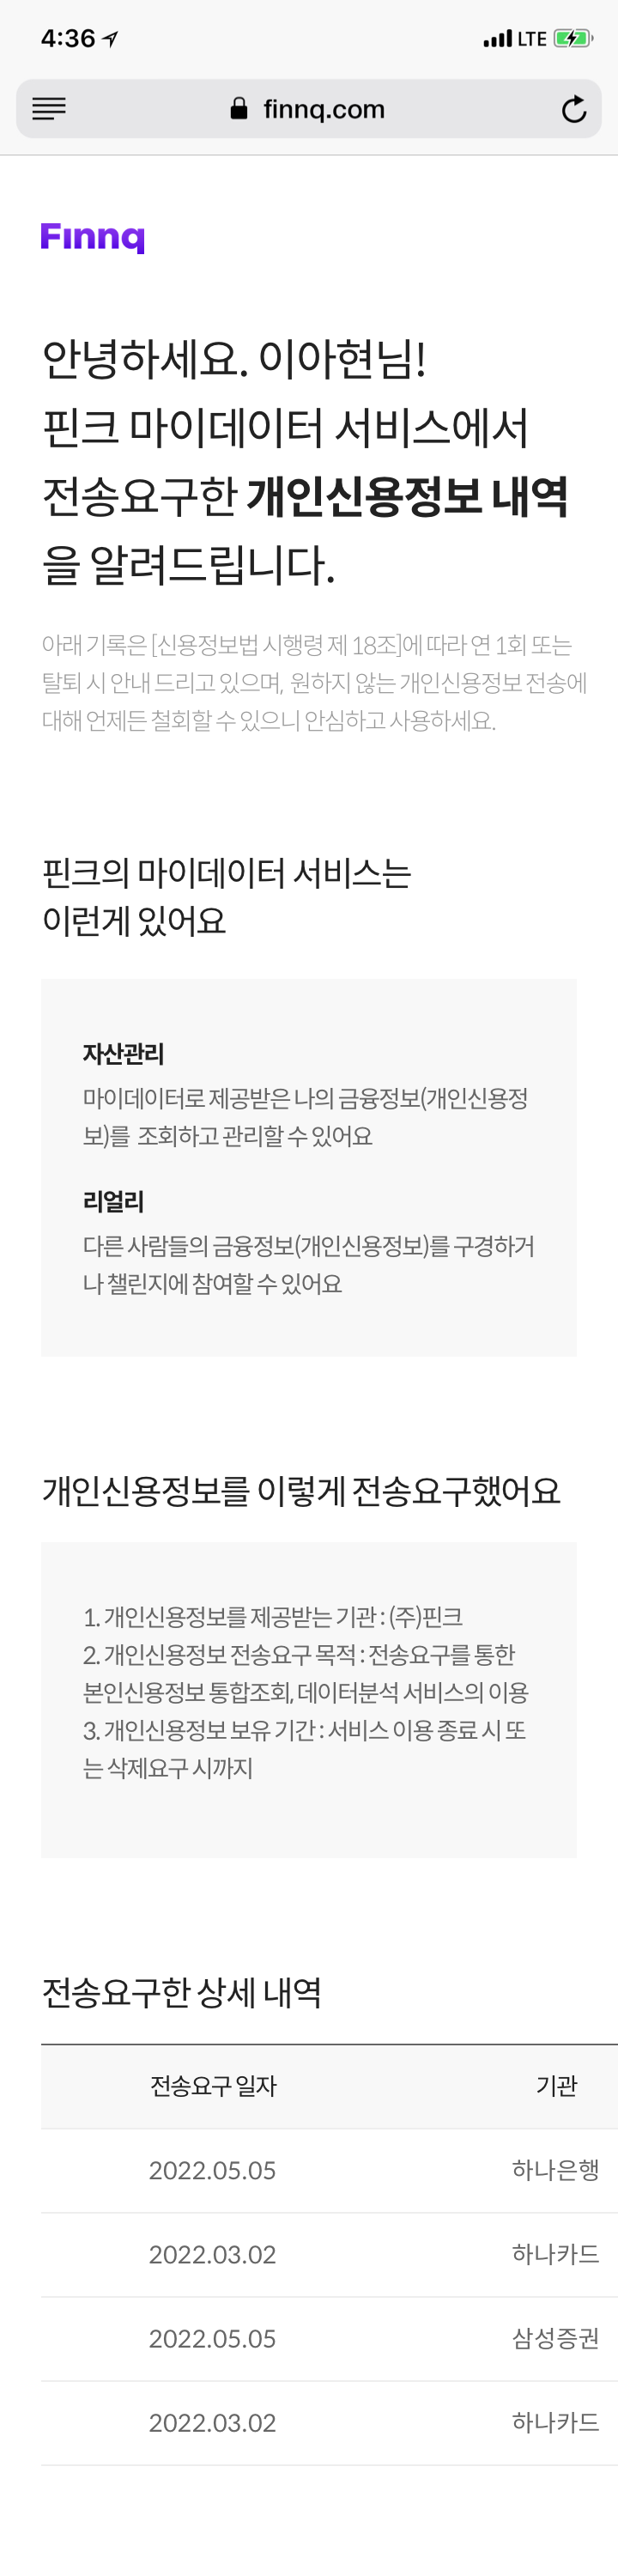 4:36
LTE
finnq.com
Finnq
안녕하세요. 이아현님!
핀크 마이데이터 서비스에서
전송요구한 개인신용정보 내역
을 알려드립니다.
아래 기록은 [신용정보법 시행령 제 18조]에 따라 연 1회 또는
탈퇴 시 안내 드리고 있으며, 원하지 않는 개인신용정보 전송에
대해 언제든 철회할 수 있으니 안심하고 사용하세요.
핀크의 마이데이터 서비스는
이런게 있어요
자산관리
마이데이터로 제공받은 나의 금융정보(개인신용정
보)를 조회하고 관리할 수 있어요
리얼리
다른 사람들의 금융정보(개인신용정보)를 구경하거
나 챌린지에 참여할 수 있어요
개인신용정보를 이렇게 전송요구했어요
1. 개인신용정보를 제공받는 기관 : (주)핀크
2. 개인신용정보 전송요구 목적 : 전송요구를 통한
본인신용정보 통합조회, 데이터분석 서비스의 이용
3. 개인신용정보 보유 기간 : 서비스 이용 종료 시 또
는 삭제요구 시까지
전송요구한 상세 내역
전송요구 일자 기관
2022.05.05 하나은행
2022.03.02 하나카드
2022.05.05 삼성증권
2022.03.02 하나카드